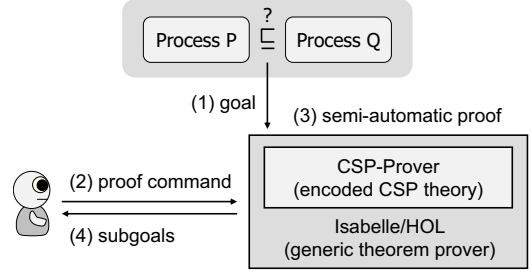 ?
Process P ⊑ Process Q
(1) goal
(3) semi-automatic proof
CSP-Prover
(encoded CSP theory)
(2) proof command
(4) subgoals
Isabelle/HOL
(generic theorem prover)